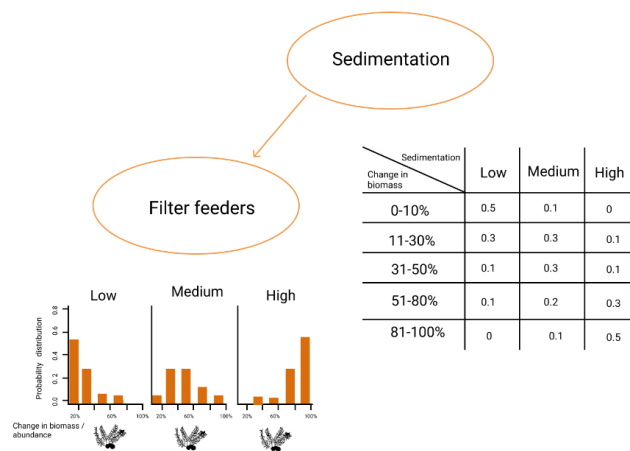 Sedimentation
Filter feeders
Sedimentation
Change in
biomass
Low Medium High
0-10% 0.5 0.1 0
11-30% 0.3 0.3 0.1
31-50% 0.1 0.3 0.1
51-80% 0.1 0.2 0.3
81-100% 0 0.1 0.5
Low Medium High
Probability distribution
0.8
0.6
0.4
0.2
0.0
20% 60% 100% 20% 60% 100% 20% 60% 100%
Change in biomass /
abundance